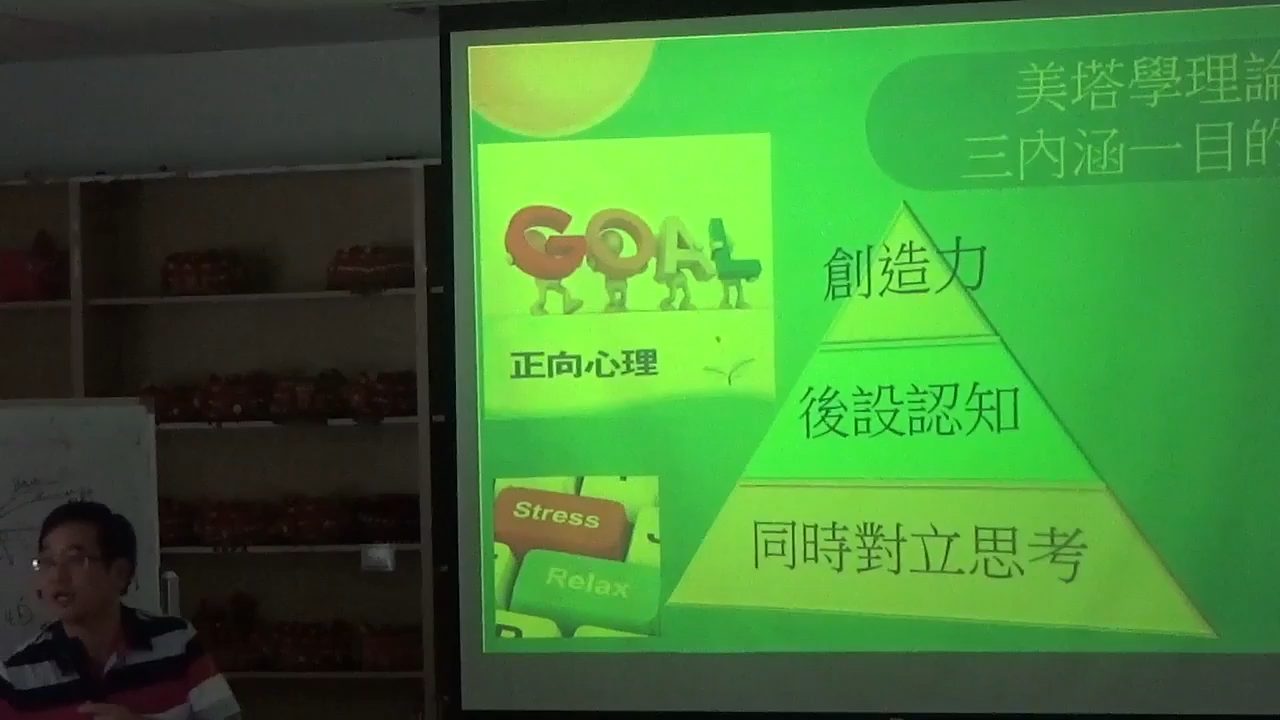 美塔學理論
三內涵一目的
GOAL
正向心理
創造力
後設認知
同時對立思考
Stress
Relax